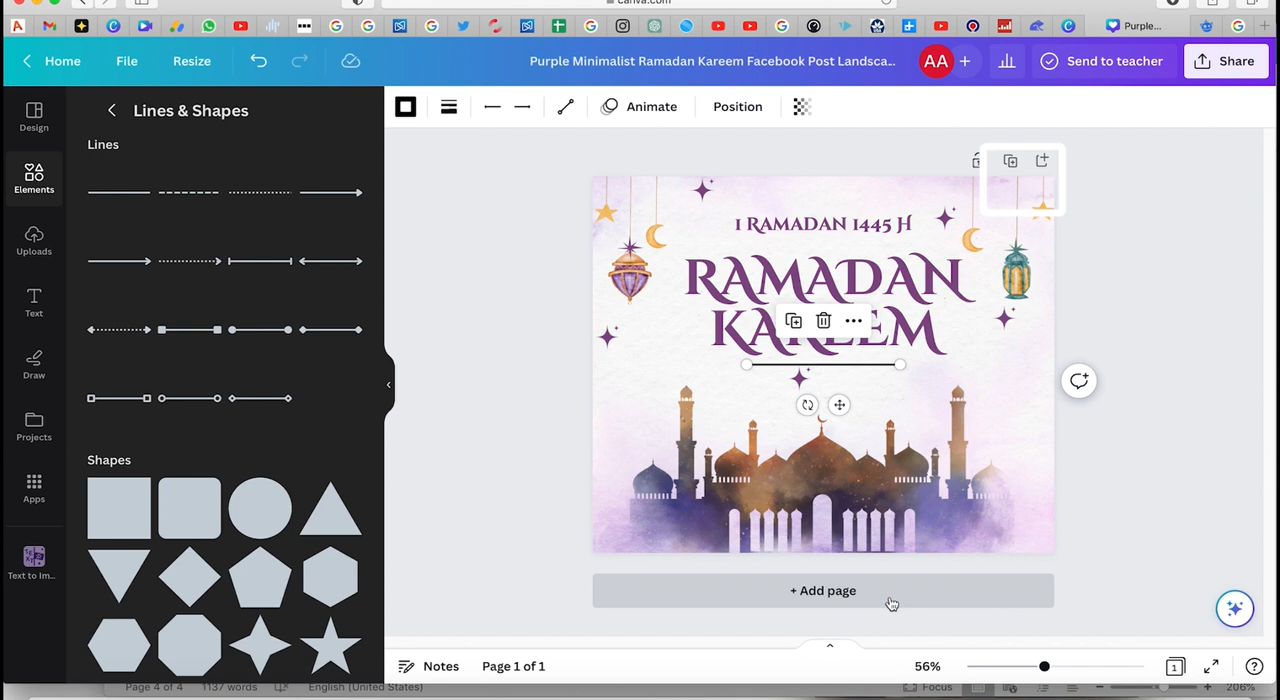 canva.com
Purple...
Home
File
Resize
Purple Minimalist Ramadan Kareem Facebook Post Landsca...
AA
+
Send to teacher
Share
Design
Elements
Uploads
Text
Draw
Projects
Apps
Text to Im...
Lines & Shapes
Lines
Shapes
Animate
Position
1 RAMADAN 1445 H
RAMADAN
KAREEM
+ Add page
Notes
Page 1 of 1
56%
1
Page 4 of 4
1137 words
English (United States)
Focus
206%